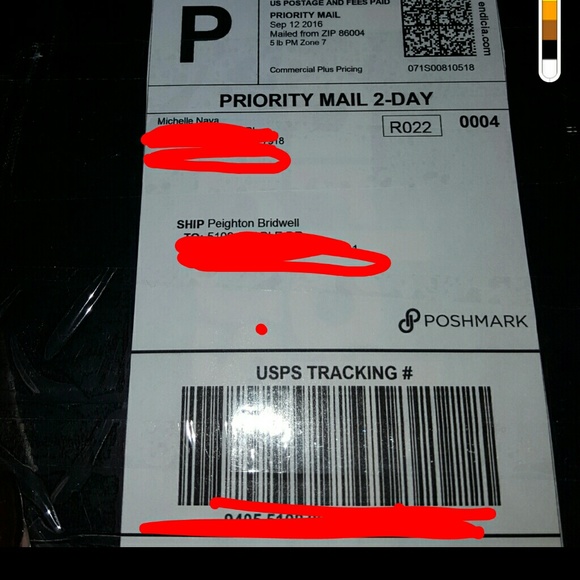 US POSTAGE AND FEES PAID
P
PRIORITY MAIL
Sep 12 2016
Mailed from ZIP 86004
5 lb PM Zone 7
endicia.com
Commercial Plus Pricing
071S00810518
PRIORITY MAIL 2-DAY
Michelle Nava
R022
0004
SHIP Peighton Bridwell
TO:
POSHMARK
USPS TRACKING #